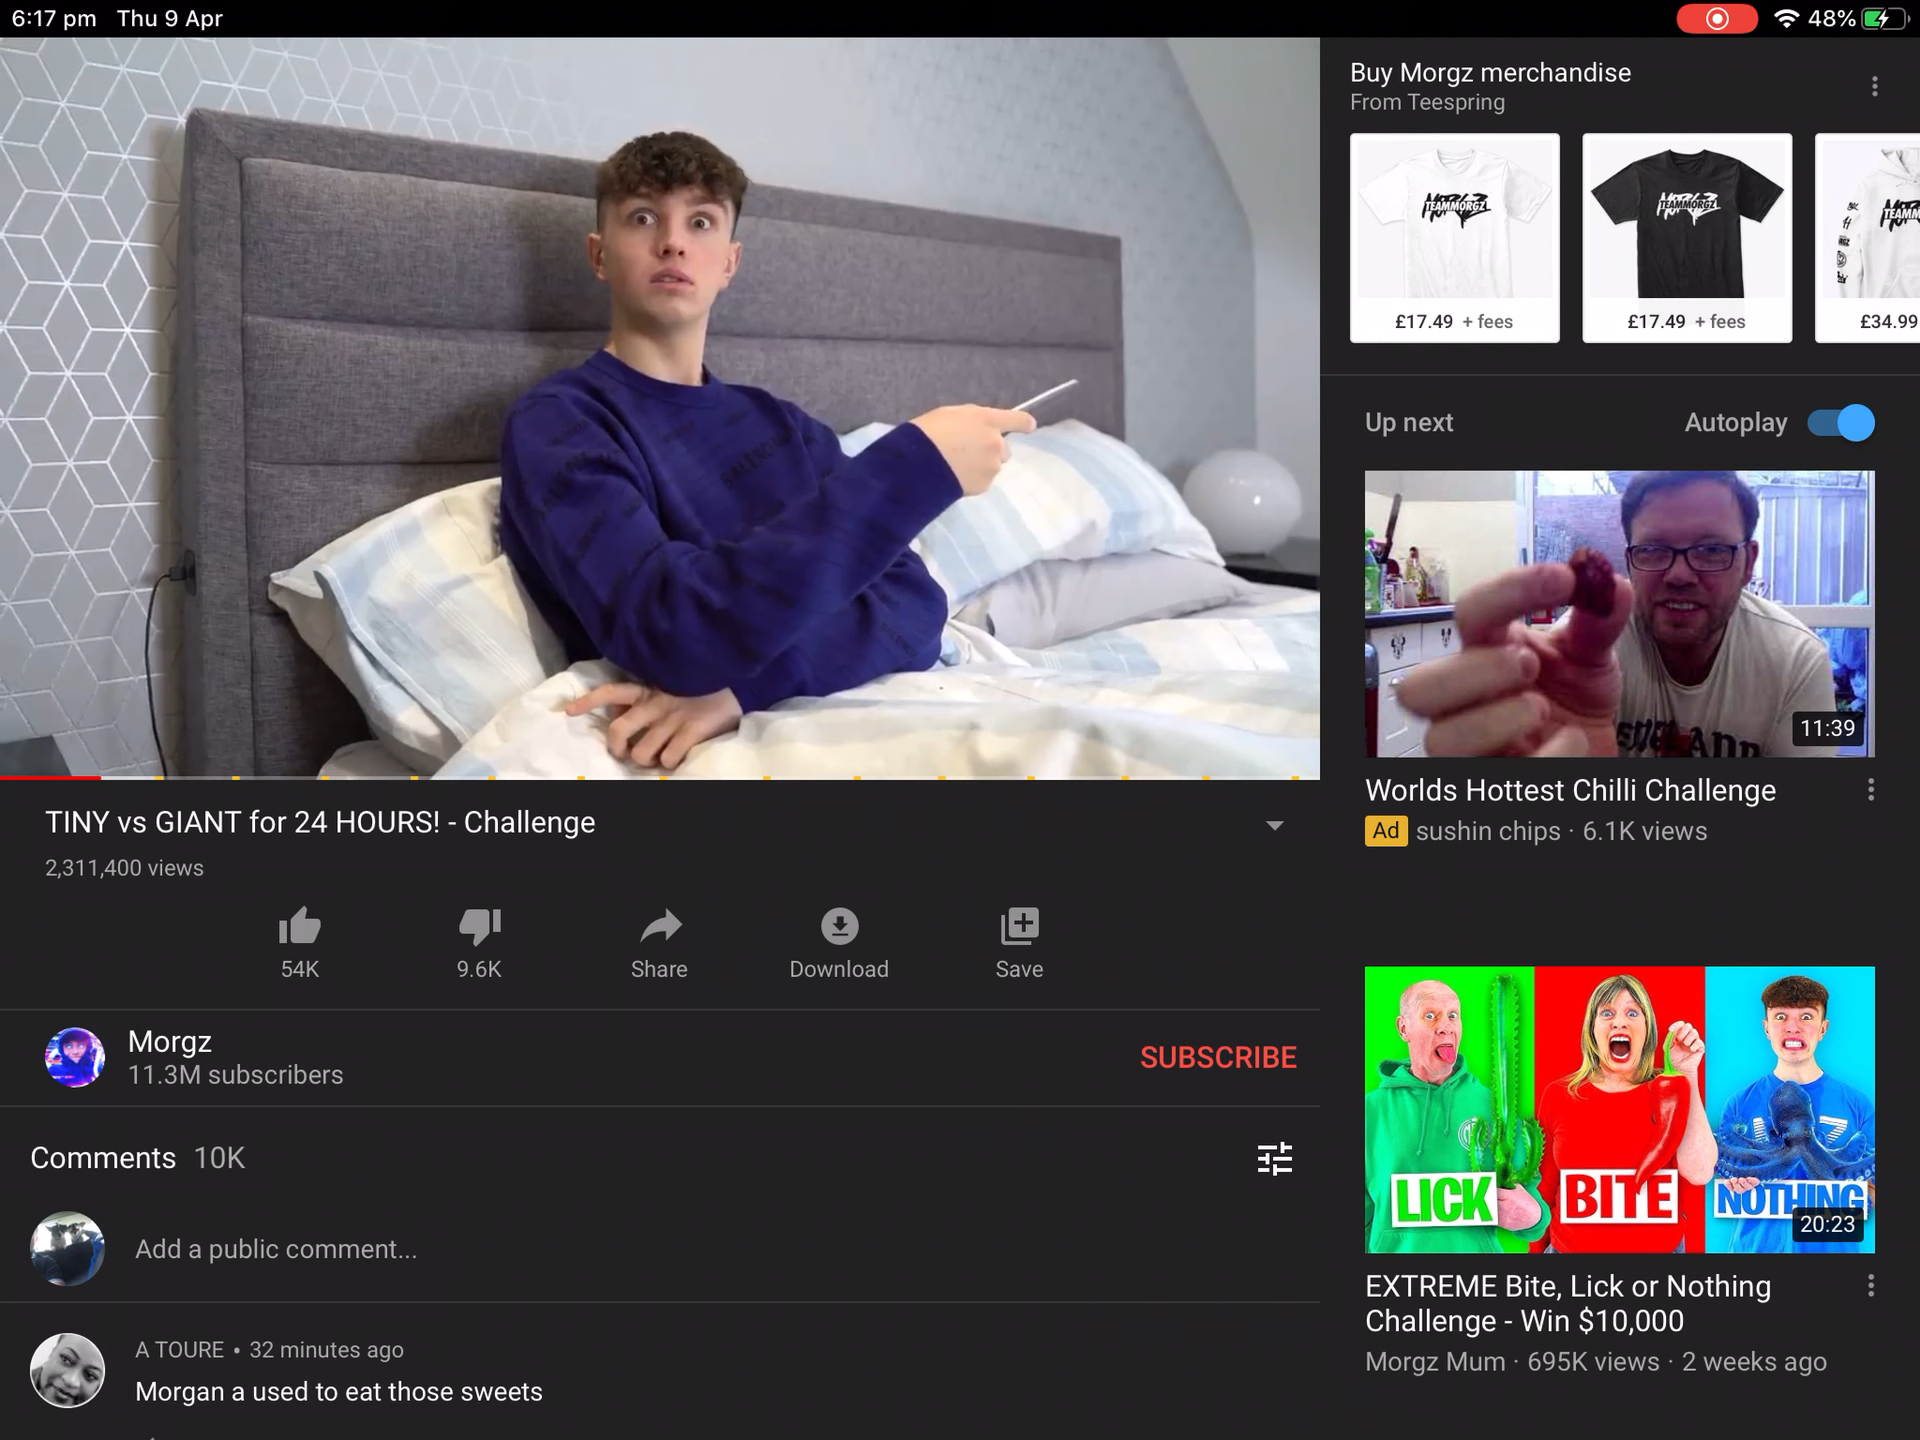 6:17 pm Thu 9 Apr
48%
Buy Morgz merchandise
From Teespring
TEAMMORGZ
TEAMMORGZ
£17.49 + fees
£17.49 + fees
£34.99
Up next
Autoplay
11:39
Worlds Hottest Chilli Challenge
Ad sushin chips · 6.1K views
TINY vs GIANT for 24 HOURS! - Challenge
2,311,400 views
54K
9.6K
Share
Download
Save
Morgz
11.3M subscribers
SUBSCRIBE
Comments 10K
Add a public comment...
A TOURE • 32 minutes ago
Morgan a used to eat those sweets
LICK
BITE
NOTHING
20:23
EXTREME Bite, Lick or Nothing
Challenge - Win $10,000
Morgz Mum · 695K views · 2 weeks ago